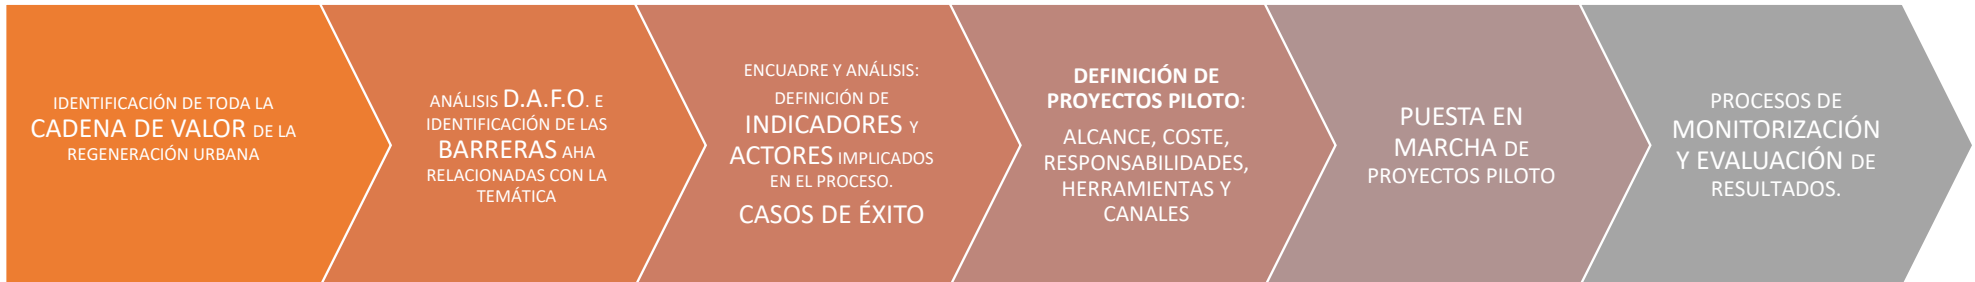 IDENTIFICACIÓN DE TODA LA
CADENA DE VALOR DE LA
REGENERACIÓN URBANA
ANÁLISIS D.A.F.O. E
IDENTIFICACIÓN DE LAS
BARRERAS AHA
RELACIONADAS CON LA
TEMÁTICA
ENCUADRE Y ANÁLISIS:
DEFINICIÓN DE
INDICADORES Y
ACTORES IMPLICADOS
EN EL PROCESO.
CASOS DE ÉXITO
DEFINICIÓN DE
PROYECTOS PILOTO:
ALCANCE, COSTE,
RESPONSABILIDADES,
HERRAMIENTAS Y
CANALES
PUESTA EN
MARCHA DE
PROYECTOS PILOTO
PROCESOS DE
MONITORIZACIÓN
Y EVALUACIÓN DE
RESULTADOS.